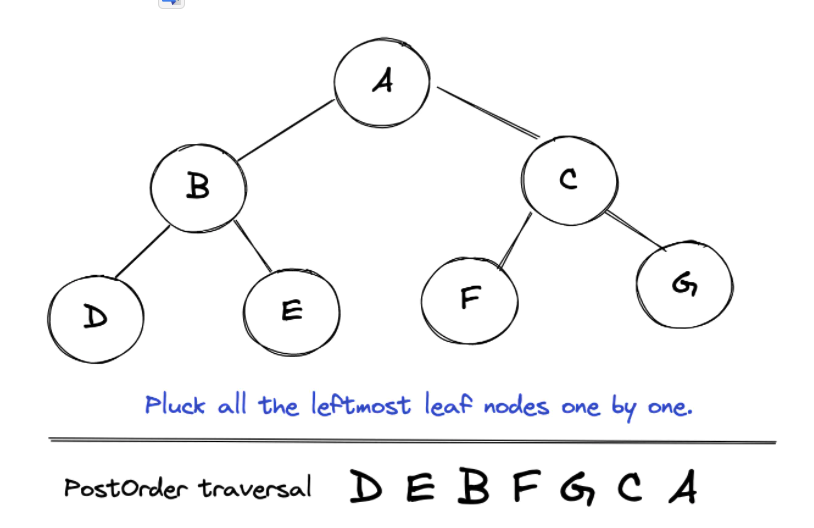 A
B
C
D
E
F
G
Pluck all the leftmost leaf nodes one by one.
PostOrder traversal D E B F G C A